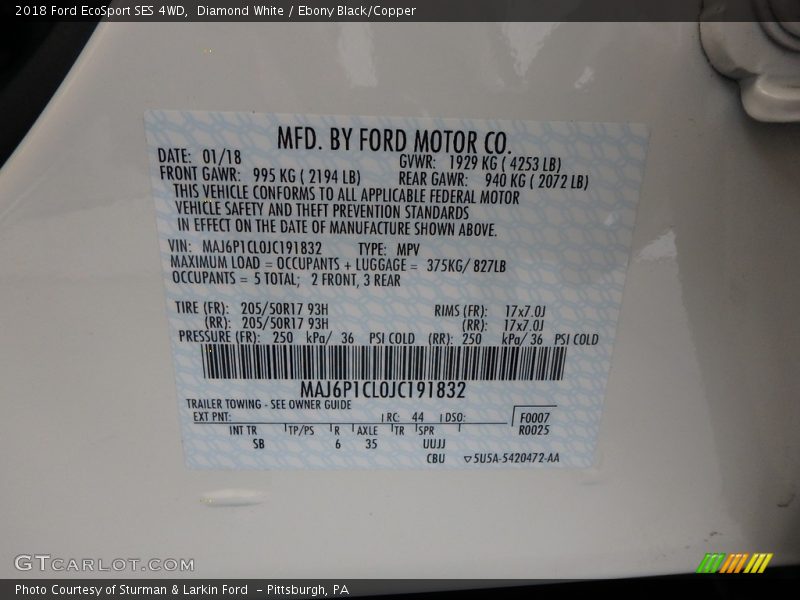 2018 Ford EcoSport SES 4WD,  Diamond White / Ebony Black/Copper
MFD. BY FORD MOTOR CO.
DATE: 01/18 GVWR: 1929 KG ( 4253 LB)
FRONT GAWR: 995 KG ( 2194 LB) REAR GAWR: 940 KG ( 2072 LB)
THIS VEHICLE CONFORMS TO ALL APPLICABLE FEDERAL MOTOR
VEHICLE SAFETY AND THEFT PREVENTION STANDARDS
IN EFFECT ON THE DATE OF MANUFACTURE SHOWN ABOVE.
VIN: MAJ6P1CL0JC191832 TYPE: MPV
MAXIMUM LOAD = OCCUPANTS + LUGGAGE = 375KG/ 827LB
OCCUPANTS = 5 TOTAL; 2 FRONT, 3 REAR
TIRE (FR): 205/50R17 93H RIMS (FR): 17x7.0J
(RR): 205/50R17 93H (RR): 17x7.0J
PRESSURE (FR): 250 kPa/ 36 PSI COLD (RR): 250 kPa/ 36 PSI COLD
MAJ6P1CL0JC191832
TRAILER TOWING - SEE OWNER GUIDE
EXT PNT: RC: 44 DSO: F0007
INT TR TP/PS R AXLE TR SPR R0025
SB 6 35 UUJJ
CBU ▽5U5A-5420472-AA
GTCARLOT.COM
Photo Courtesy of Sturman & Larkin Ford  – Pittsburgh, PA